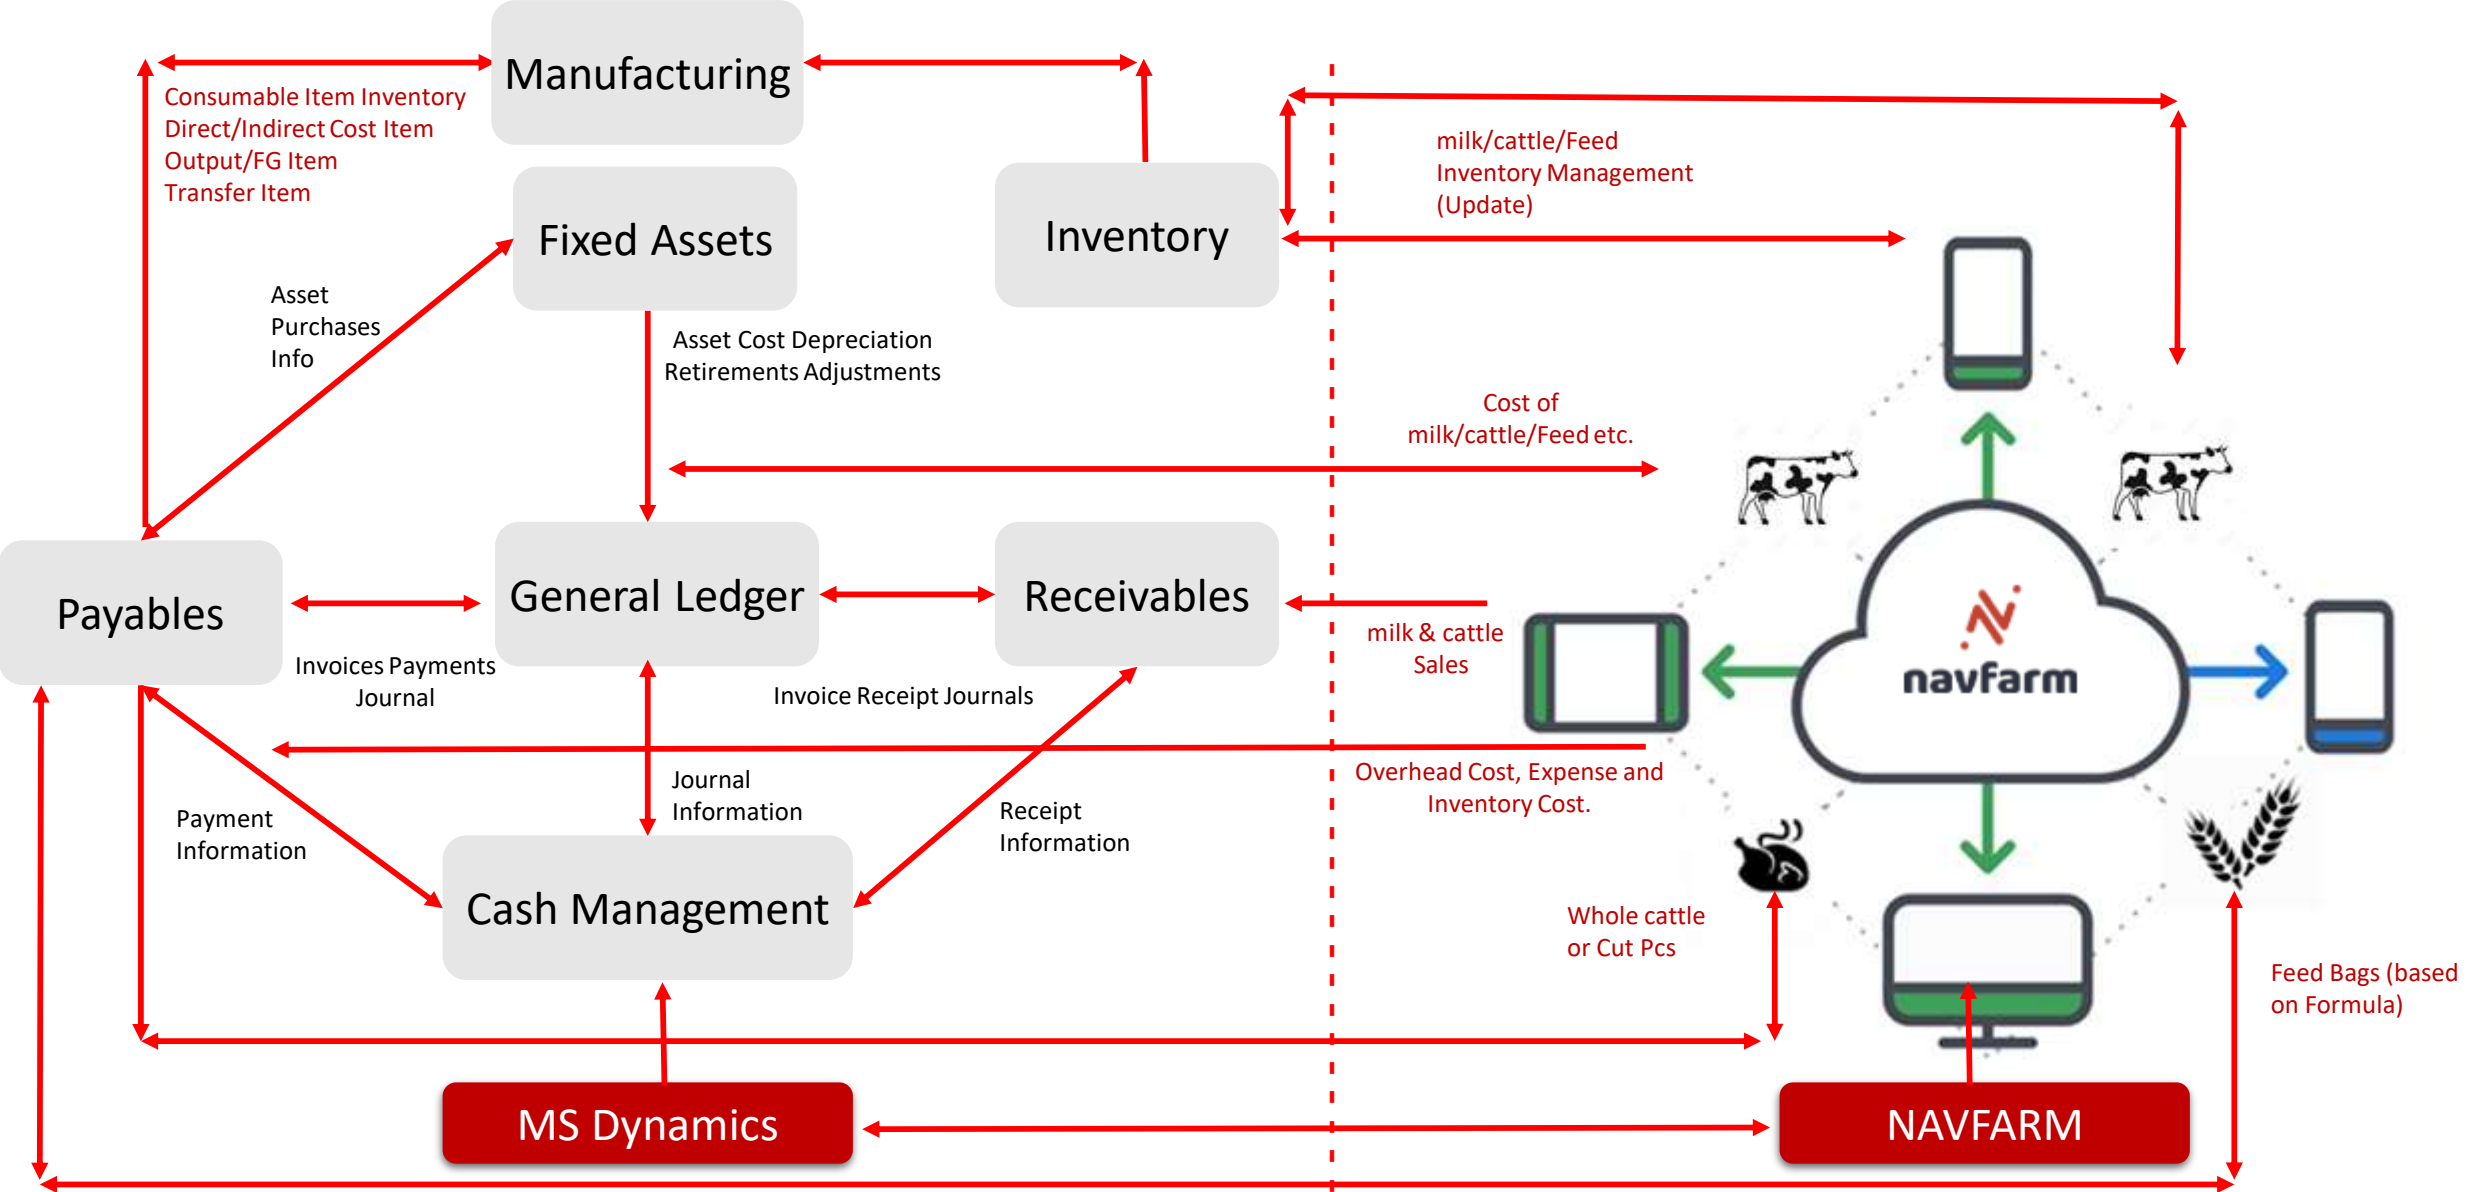 Manufacturing
Consumable Item Inventory
Direct/Indirect Cost Item
Output/FG Item
Transfer Item
milk/cattle/Feed
Inventory Management
(Update)
Fixed Assets
Inventory
Asset
Purchases
Info
Asset Cost Depreciation
Retirements Adjustments
Cost of
milk/cattle/Feed etc.
Payables
General Ledger
Receivables
milk & cattle
Sales
navfarm
Invoices Payments
Journal
Invoice Receipt Journals
Journal
Information
Overhead Cost, Expense and
Inventory Cost.
Payment
Information
Receipt
Information
Cash Management
Whole cattle
or Cut Pcs
Feed Bags (based
on Formula)
MS Dynamics
NAVFARM